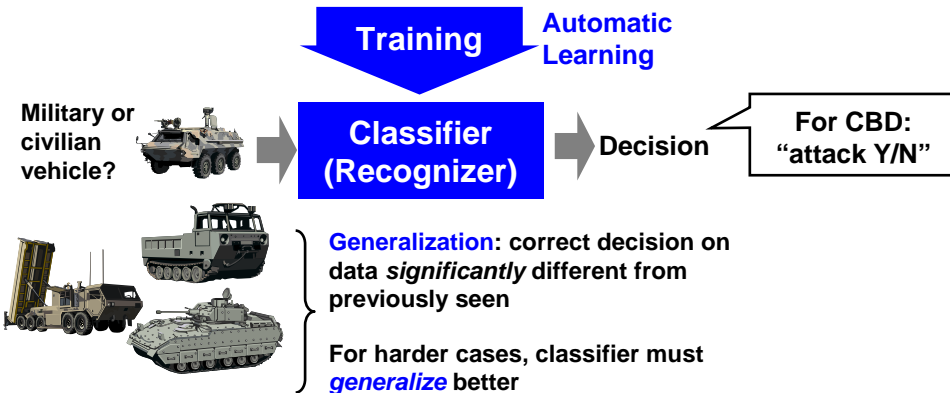 Training
Automatic
Learning
Military or
civilian
vehicle?
Classifier
(Recognizer)
Decision
For CBD:
“attack Y/N”
Generalization: correct decision on
data significantly different from
previously seen
For harder cases, classifier must
generalize better